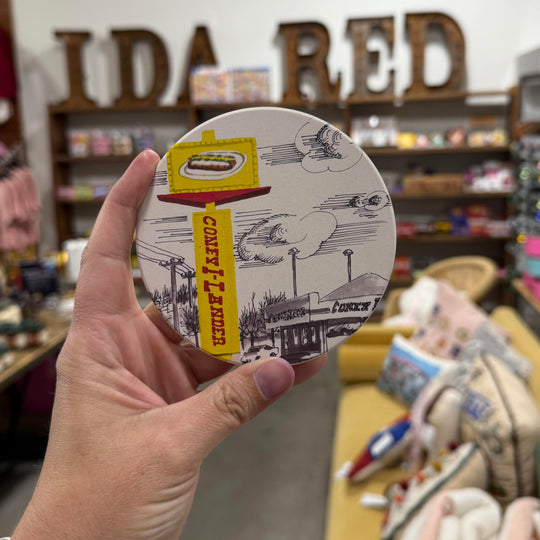 IDA RED
CONEY I-LANDER
CONEY I